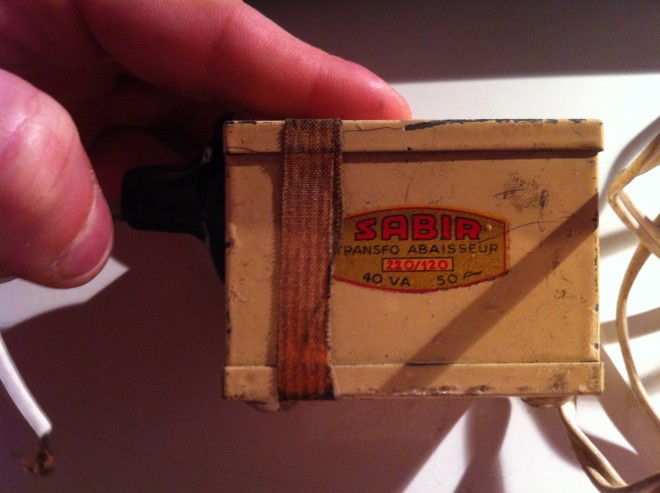 SABIR
TRANSFO ABAISSEUR
220/120
40 VA 50